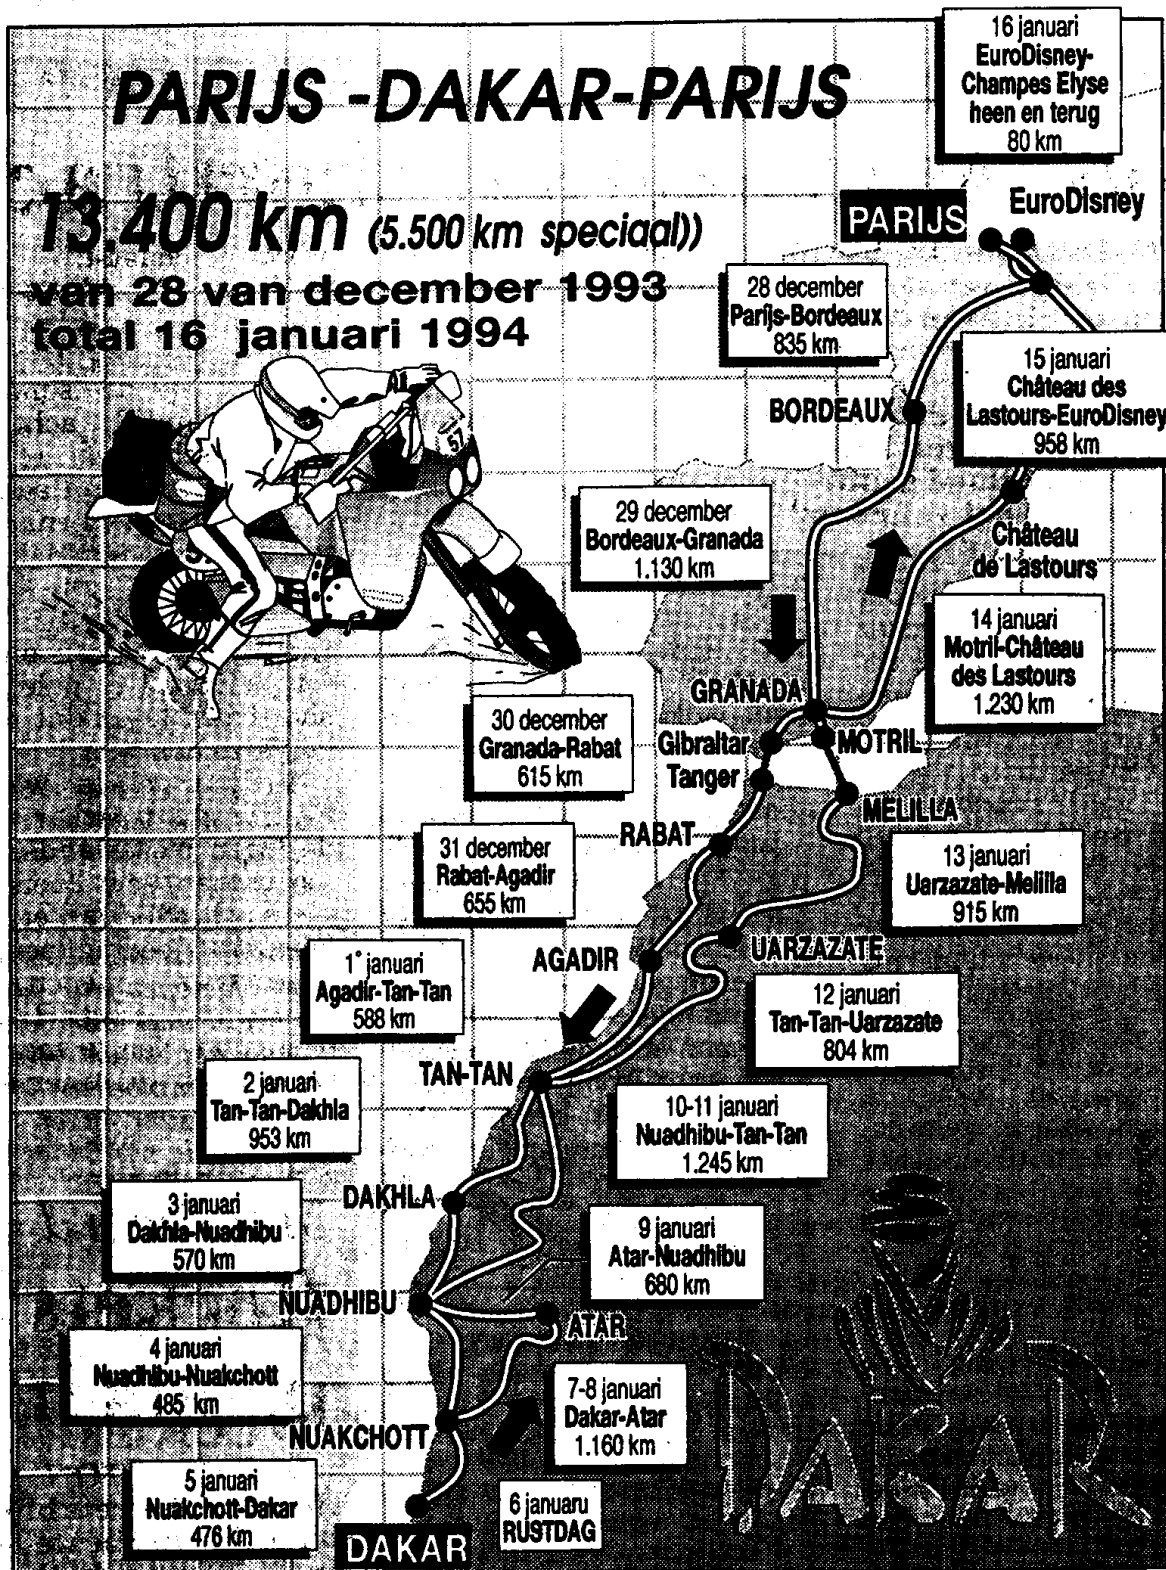 PARIJS -DAKAR-PARIJS
13.400 km (5.500 km speciaal))
van 28 van december 1993
total 16 januari 1994
16 januari
EuroDisney-
Champes Elyse
heen en terug
80 km
PARIJS
EuroDisney
28 december
Parijs-Bordeaux
835 km
BORDEAUX
15 januari
Château des
Lastours-EuroDisney
958 km
57
29 december
Bordeaux-Granada
1.130 km
Château
de Lastours
14 januari
Motril-Château
des Lastours
1.230 km
GRANADA
30 december
Granada-Rabat
615 km
Gibraltar
MOTRIL
Tanger
MELILLA
RABAT
31 december
Rabat-Agadir
655 km
13 januari
Uarzazate-Melilla
915 km
AGADIR
UARZAZATE
1° januari
Agadir-Tan-Tan
588 km
12 januari
Tan-Tan-Uarzazate
804 km
TAN-TAN
2 januari
Tan-Tan-Dakhla
953 km
10-11 januari
Nuadhibu-Tan-Tan
1.245 km
DAKHLA
3 januari
Dakhla-Nuadhibu
570 km
9 januari
Atar-Nuadhibu
680 km
NUADHIBU
ATAR
4 januari
Nuadhibu-Nuakchott
485 km
7-8 januari
Dakar-Atar
1.160 km
NUAKCHOTT
5 januari
Nuakchott-Dakar
476 km
6 januaru
RUSTDAG
DAKAR
DAKAR